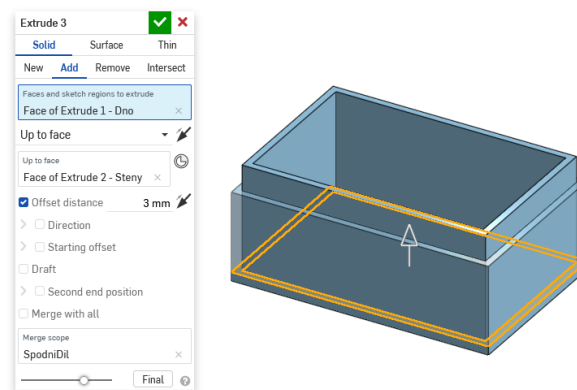 Extrude 3
Solid Surface Thin
New Add Remove Intersect
Faces and sketch regions to extrude
Face of Extrude 1 - Dno
Up to face
Up to face
Face of Extrude 2 - Steny
Offset distance 3 mm
Direction
Starting offset
Draft
Second end position
Merge with all
Merge scope
SpodniDil
Final